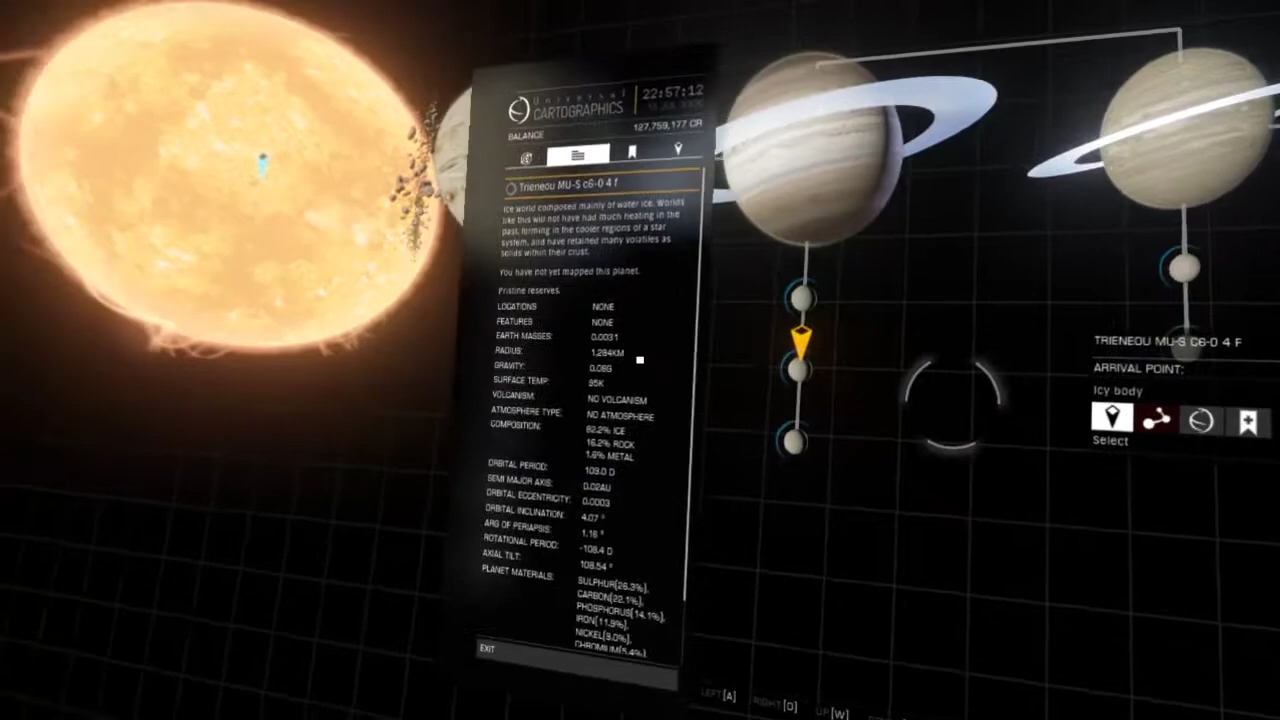 Universal
CARTOGRAPHICS
22:57:12
BALANCE
127,759,177 CR
Trieneou MU-S c6-0 4 f
Ice world composed mainly of water ice. Worlds
like this will not have had much heating in the
past, forming in the cooler regions of a star
system, and have retained many volatiles as
solids within their crust.
You have not yet mapped this planet.
Pristine reserves.
LOCATIONS NONE
FEATURES NONE
EARTH MASSES: 0.0031
RADIUS: 1,284KM
GRAVITY: 0.08G
SURFACE TEMP: 95K
VOLCANISM: NO VOLCANISM
ATMOSPHERE TYPE: NO ATMOSPHERE
COMPOSITION: 82.2% ICE
16.2% ROCK
1.6% METAL
ORBITAL PERIOD: 109.0 D
SEMI MAJOR AXIS: 0.02AU
ORBITAL ECCENTRICITY: 0.0003
ORBITAL INCLINATION: 4.07 °
ARG OF PERIAPSIS: 1.16 °
ROTATIONAL PERIOD: -108.4 D
AXIAL TILT: 108.54 °
PLANET MATERIALS: SULPHUR(26.3%),
CARBON(22.1%),
PHOSPHORUS(14.1%),
IRON(11.9%),
NICKEL(9.0%),
CHROMIUM(5.4%),
EXIT
TRIENEOU MU-S C6-0 4 F
ARRIVAL POINT:
Icy body
Select
LEFT[A] RIGHT[D] UP[W]